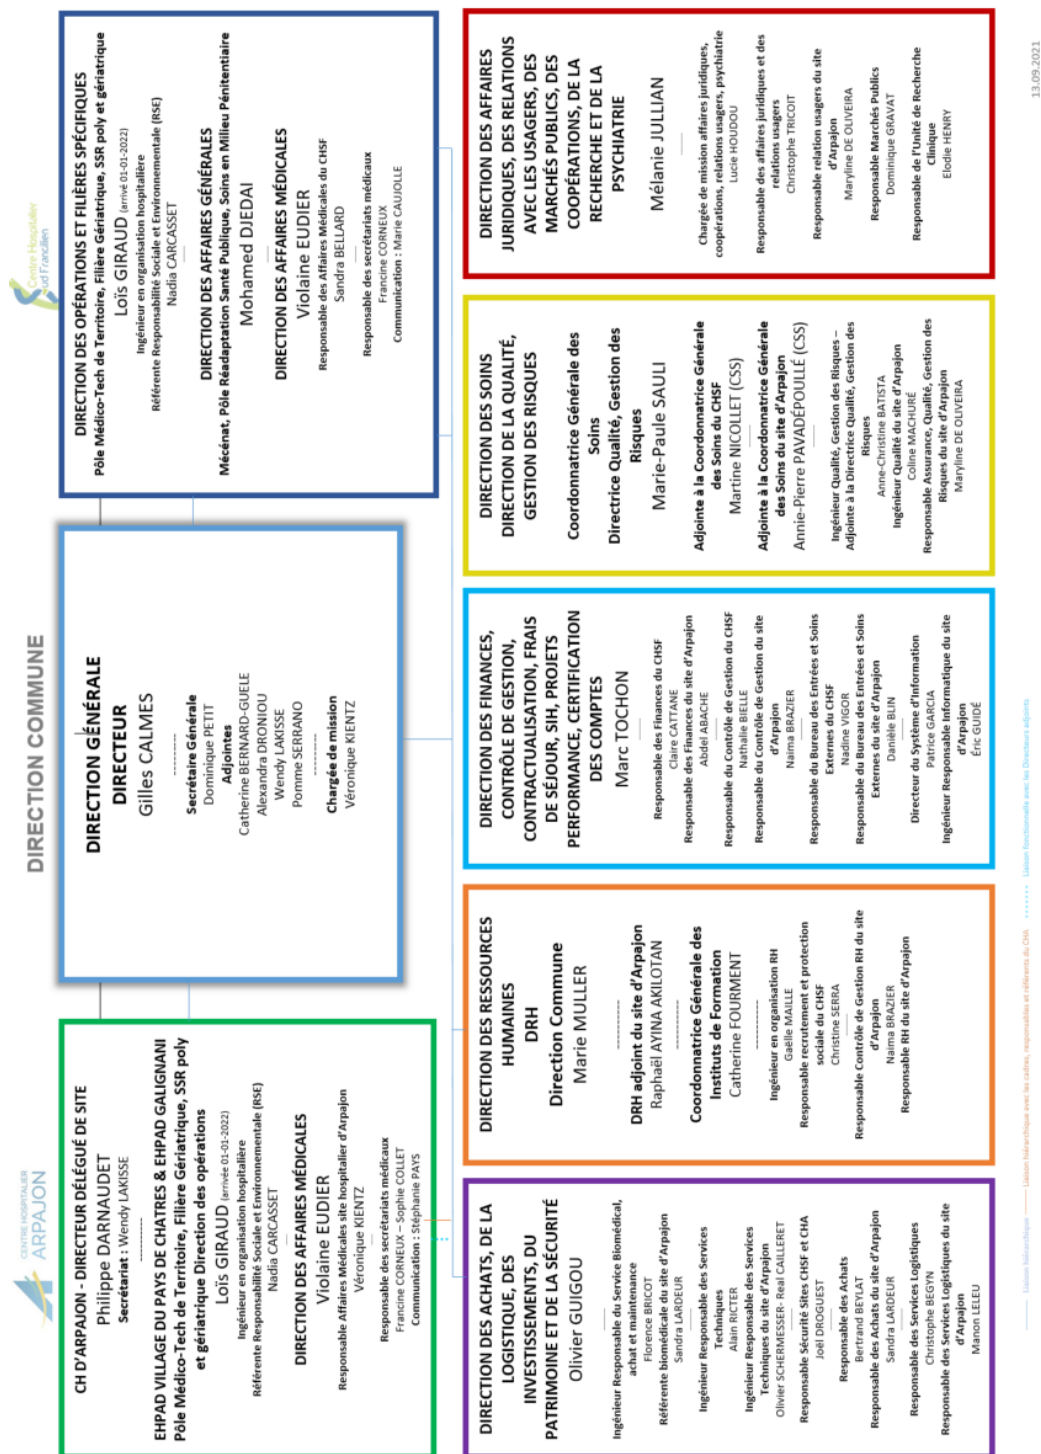 DIRECTION COMMUNE
CENTRE HOSPITALIER
ARPAJON
Centre Hospitalier
Sud Francilien
CH D'ARPAJON - DIRECTEUR DÉLÉGUÉ DE SITE
Philippe DARNAUDET
Secrétariat : Wendy LAKISSE
EHPAD VILLAGE DU PAYS DE CHATRES & EHPAD GALIGNANI
Pôle Médico-Tech de Territoire, Filière Gériatrique, SSR poly
et gériatrique Direction des opérations
Loïs GIRAUD (arrivée 01-01-2022)
Ingénieur en organisation hospitalière
Référente Responsabilité Sociale et Environnementale (RSE)
Nadia CARCASSET
DIRECTION DES AFFAIRES MÉDICALES
Violaine EUDIER
Responsable Affaires Médicales site hospitalier d'Arpajon
Véronique KIENTZ
Responsable des secrétariats médicaux
Francine CORNEUX – Sophie COLLET
Communication : Stéphanie PAYS
DIRECTION GÉNÉRALE
DIRECTEUR
Gilles CALMES
Secrétaire Générale
Dominique PETIT
Adjointes
Catherine BERNARD-GUELE
Alexandra DRONIOU
Wendy LAKISSE
Pomme SERRANO
Chargée de mission
Véronique KIENTZ
DIRECTION DES OPÉRATIONS ET FILIÈRES SPÉCIFIQUES
Pôle Médico-Tech de Territoire, Filière Gériatrique, SSR poly et gériatrique
Loïs GIRAUD (arrivé 01-01-2022)
Ingénieur en organisation hospitalière
Référente Responsabilité Sociale et Environnementale (RSE)
Nadia CARCASSET
DIRECTION DES AFFAIRES GÉNÉRALES
Mécénat, Pôle Réadaptation Santé Publique, Soins en Milieu Pénitentiaire
Mohamed DJEDAI
DIRECTION DES AFFAIRES MÉDICALES
Violaine EUDIER
Responsable des Affaires Médicales du CHSF
Sandra BELLARD
Responsable des secrétariats médicaux
Francine CORNEUX
Communication : Marie CAUJOLLE
DIRECTION DES ACHATS, DE LA
LOGISTIQUE, DES
INVESTISSEMENTS, DU
PATRIMOINE ET DE LA SÉCURITÉ
Olivier GUIGOU
Ingénieur Responsable du Service Biomédical,
achat et maintenance
Florence BRICOT
Référente biomédicale du site d'Arpajon
Sandra LARDEUR
Ingénieur Responsable des Services
Techniques
Alain RICTER
Ingénieur Responsable des Services
Techniques du site d'Arpajon
Olivier SCHERMESSER- Real CAILLERET
Responsable Sécurité Sites CHSF et CHA
Joël DROGUEST
Responsable des Achats
Bertrand BEYLAT
Responsable des Achats du site d'Arpajon
Sandra LARDEUR
Responsable des Services Logistiques
Christophe BEGYN
Responsable des Services Logistiques du site
d'Arpajon
Manon LELEU
DIRECTION DES RESSOURCES
HUMAINES
DRH
Direction Commune
Marie MULLER
DRH adjoint du site d'Arpajon
Raphaël AYINA AKILOTAN
Coordonnatrice Générale des
Instituts de Formation
Catherine FOURMENT
Ingénieur en organisation RH
Gaëlle MAILLE
Responsable recrutement et protection
sociale du CHSF
Christine SERRA
Responsable Contrôle de Gestion RH du site
d'Arpajon
Naima BRAZIER
Responsable RH du site d'Arpajon
DIRECTION DES FINANCES,
CONTRÔLE DE GESTION,
CONTRACTUALISATION, FRAIS
DE SÉJOUR, SIH, PROJETS
PERFORMANCE, CERTIFICATION
DES COMPTES
Marc TOCHON
Responsable des Finances du CHSF
Claire CATTANE
Responsable des Finances du site d'Arpajon
Abdel ABACHE
Responsable du Contrôle de Gestion du CHSF
Nathalie BIELLE
Responsable du Contrôle de Gestion du site
d'Arpajon
Naima BRAZIER
Responsable du Bureau des Entrées et Soins
Externes du CHSF
Nadine VIGOR
Responsable du Bureau des Entrées et Soins
Externes du site d'Arpajon
Danièle BLIN
Directeur du Système d'Information
Patrice GARCIA
Ingénieur Responsable Informatique du site
d'Arpajon
Éric GUIDÉ
DIRECTION DES SOINS
DIRECTION DE LA QUALITÉ,
GESTION DES RISQUES
Coordonnatrice Générale des
Soins
Directrice Qualité, Gestion des
Risques
Marie-Paule SAULI
Adjointe à la Coordonnatrice Générale
des Soins du CHSF
Martine NICOLLET (CSS)
Adjointe à la Coordonnatrice Générale
des Soins du site d'Arpajon
Annie-Pierre PAVADÉPOULLÉ (CSS)
Ingénieur Qualité, Gestion des Risques –
Adjointe à la Directrice Qualité, Gestion des
Risques
Anne-Christine BATISTA
Ingénieur Qualité du site d'Arpajon
Coline MACHURÉ
Responsable Assurance, Qualité, Gestion des
Risques du site d'Arpajon
Maryline DE OLIVEIRA
DIRECTION DES AFFAIRES
JURIDIQUES, DES RELATIONS
AVEC LES USAGERS, DES
MARCHÉS PUBLICS, DES
COOPÉRATIONS, DE LA
RECHERCHE ET DE LA
PSYCHIATRIE
Mélanie JULLIAN
Chargée de mission affaires juridiques,
coopérations, relations usagers, psychiatrie
Lucie HOUDOU
Responsable des affaires juridiques et des
relations usagers
Christophe TRICOIT
Responsable relation usagers du site
d'Arpajon
Maryline DE OLIVEIRA
Responsable Marchés Publics
Dominique GRAVAT
Responsable de l'Unité de Recherche
Clinique
Elodie HENRY
Liaison hiérarchique
Liaison hiérarchique avec les cadres, responsables et référents du CHA
Liaison fonctionnelle avec les Directeurs adjoints
13.09.2021